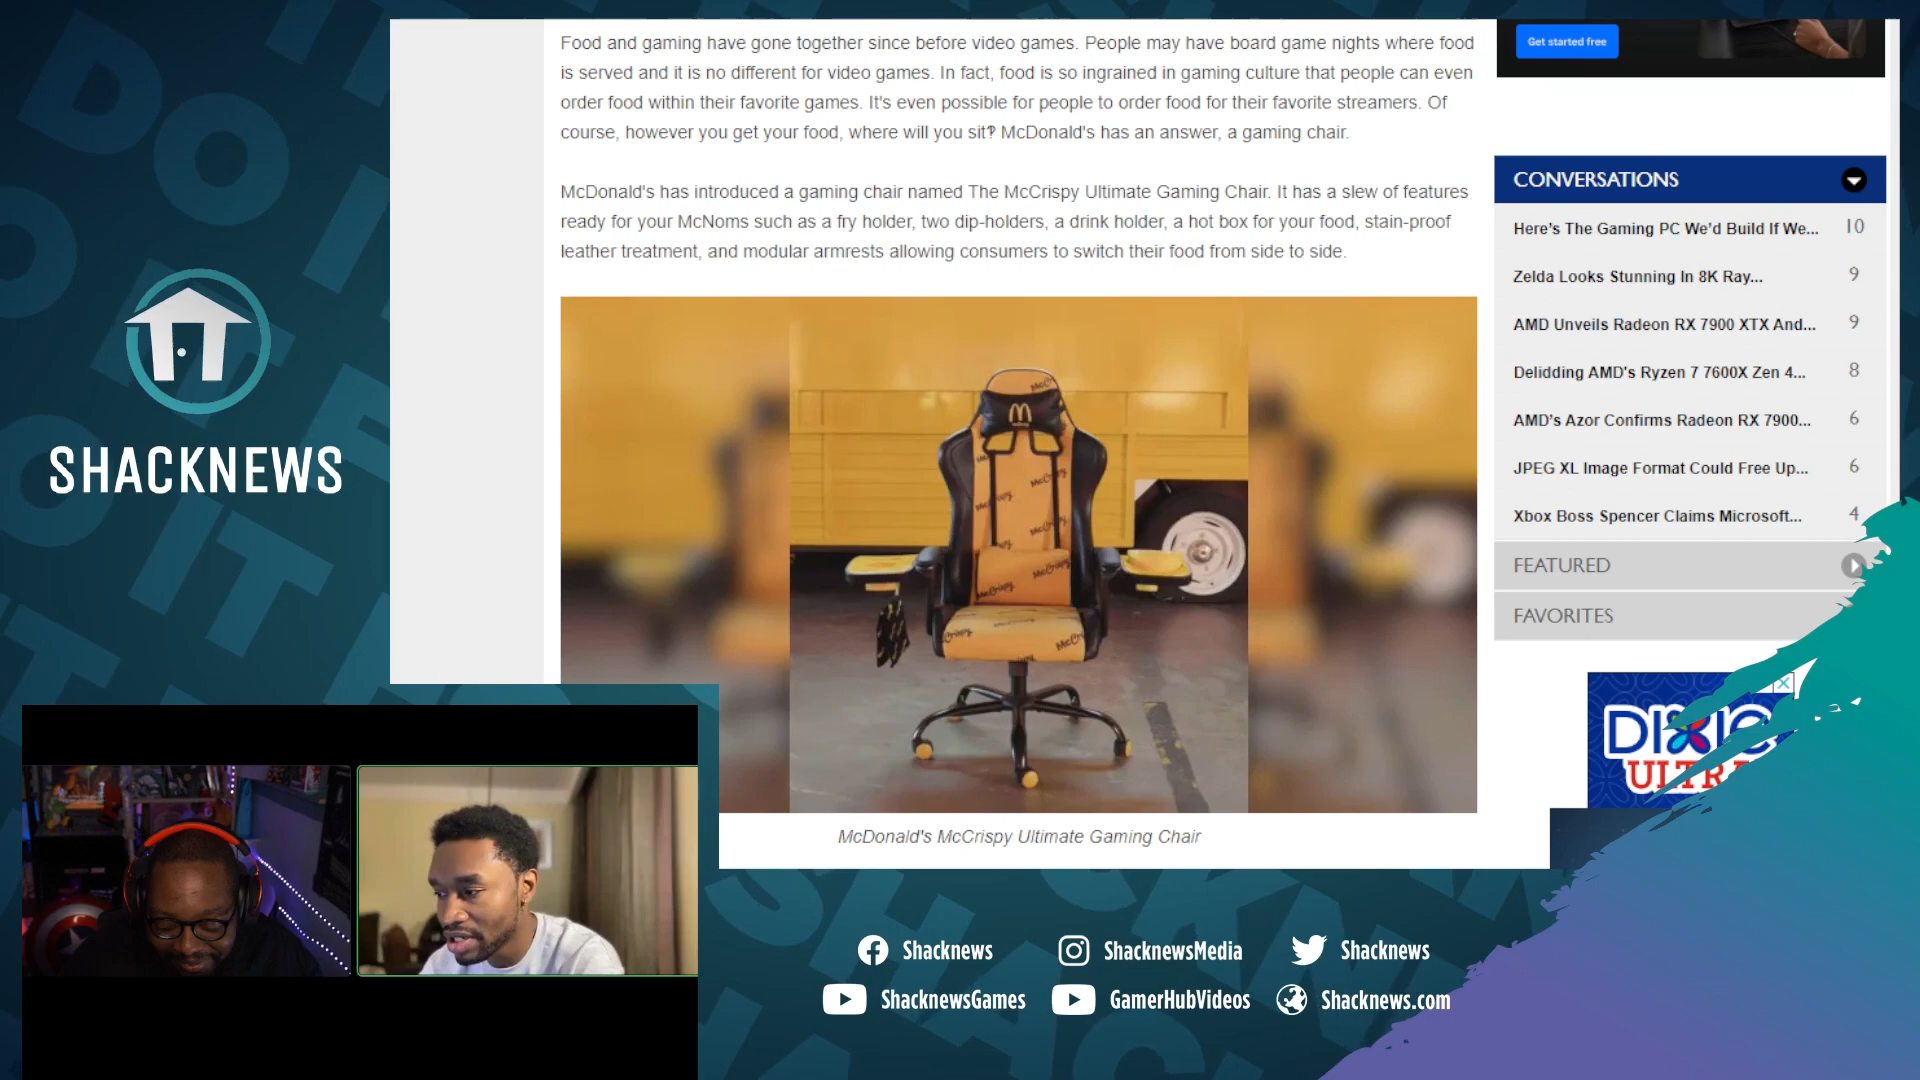 Food and gaming have gone together since before video games. People may have board game nights where food
is served and it is no different for video games. In fact, food is so ingrained in gaming culture that people can even
order food within their favorite games. It's even possible for people to order food for their favorite streamers. Of
course, however you get your food, where will you sit? McDonald's has an answer, a gaming chair.
McDonald's has introduced a gaming chair named The McCrispy Ultimate Gaming Chair. It has a slew of features
ready for your McNoms such as a fry holder, two dip-holders, a drink holder, a hot box for your food, stain-proof
leather treatment, and modular armrests allowing consumers to switch their food from side to side.
McDonald's McCrispy Ultimate Gaming Chair
Get started free
CONVERSATIONS
Here's The Gaming PC We'd Build If We... 10
Zelda Looks Stunning In 8K Ray... 9
AMD Unveils Radeon RX 7900 XTX And... 9
Delidding AMD's Ryzen 7 7600X Zen 4... 8
AMD's Azor Confirms Radeon RX 7900... 6
JPEG XL Image Format Could Free Up... 6
Xbox Boss Spencer Claims Microsoft... 4
FEATURED
FAVORITES
SHACKNEWS
Shacknews
ShacknewsMedia
Shacknews
ShacknewsGames
GamerHubVideos
Shacknews.com